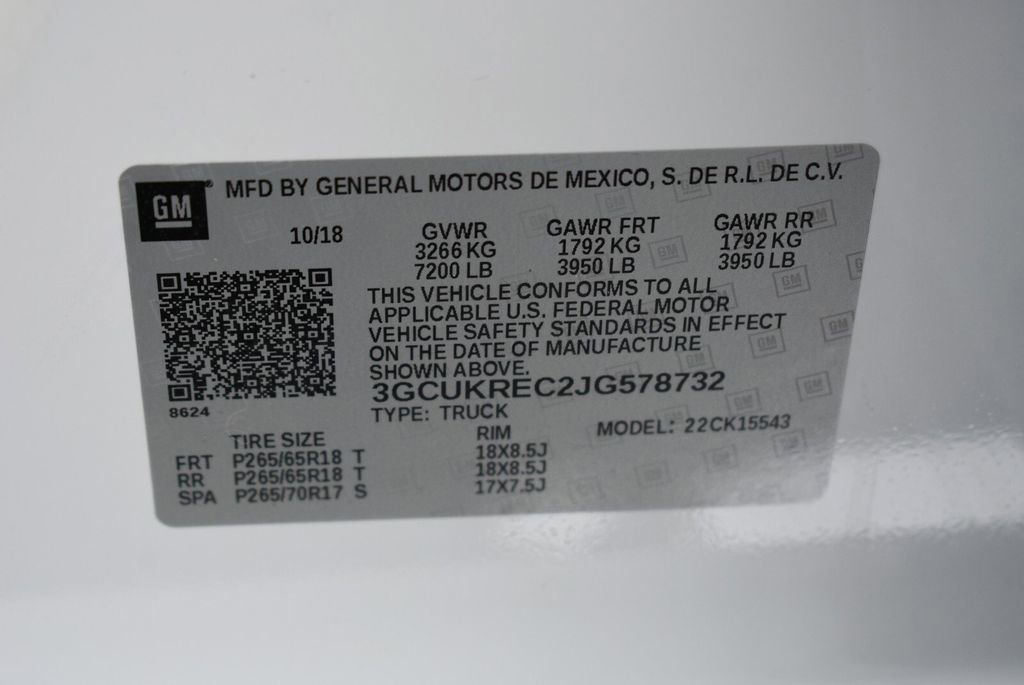 GM® MFD BY GENERAL MOTORS DE MEXICO, S. DE R.L. DE C.V.
10/18 GVWR GAWR FRT GAWR RR
3266 KG 1792 KG 1792 KG
7200 LB 3950 LB 3950 LB
THIS VEHICLE CONFORMS TO ALL
APPLICABLE U.S. FEDERAL MOTOR
VEHICLE SAFETY STANDARDS IN EFFECT
ON THE DATE OF MANUFACTURE
SHOWN ABOVE.
3GCUKREC2JG578732
8624 TYPE: TRUCK MODEL: 22CK15543
TIRE SIZE RIM
FRT P265/65R18 T 18X8.5J
RR P265/65R18 T 18X8.5J
SPA P265/70R17 S 17X7.5J